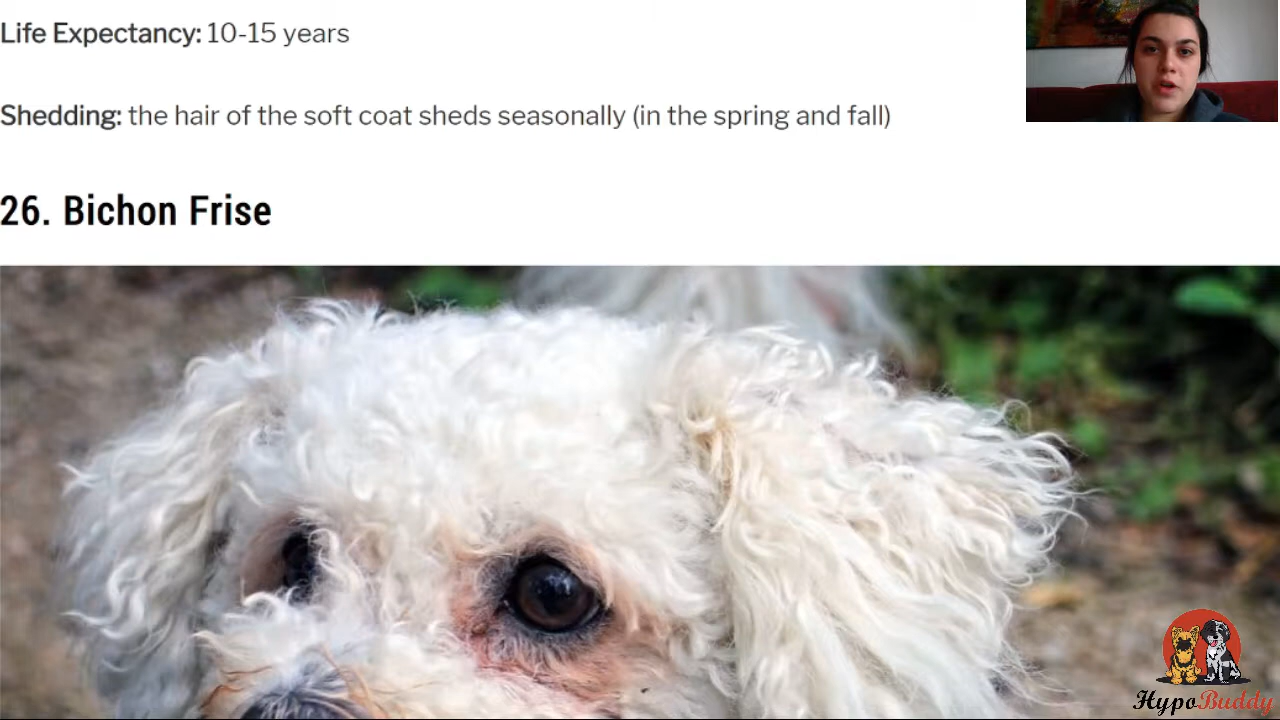 Life Expectancy: 10-15 years
Shedding: the hair of the soft coat sheds seasonally (in the spring and fall)
26. Bichon Frise
HypoBuddy